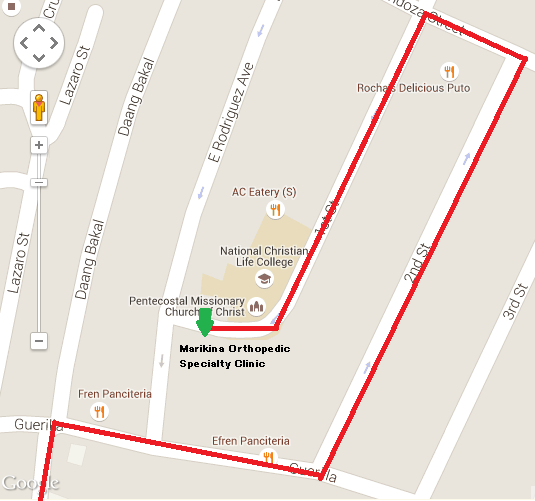 Cru
ndoza Street
Lazaro St
Daang Bakal
E Rodriguez Ave
Rocha's Delicious Puto
AC Eatery (S)
1st St
National Christian
Life College
2nd St
Lazaro St
Daang Bakal
Pentecostal Missionary
Church of Christ
3rd St
Marikina Orthopedic
Specialty Clinic
Fren Panciteria
Guerilla
Efren Panciteria
Guerilla
Google